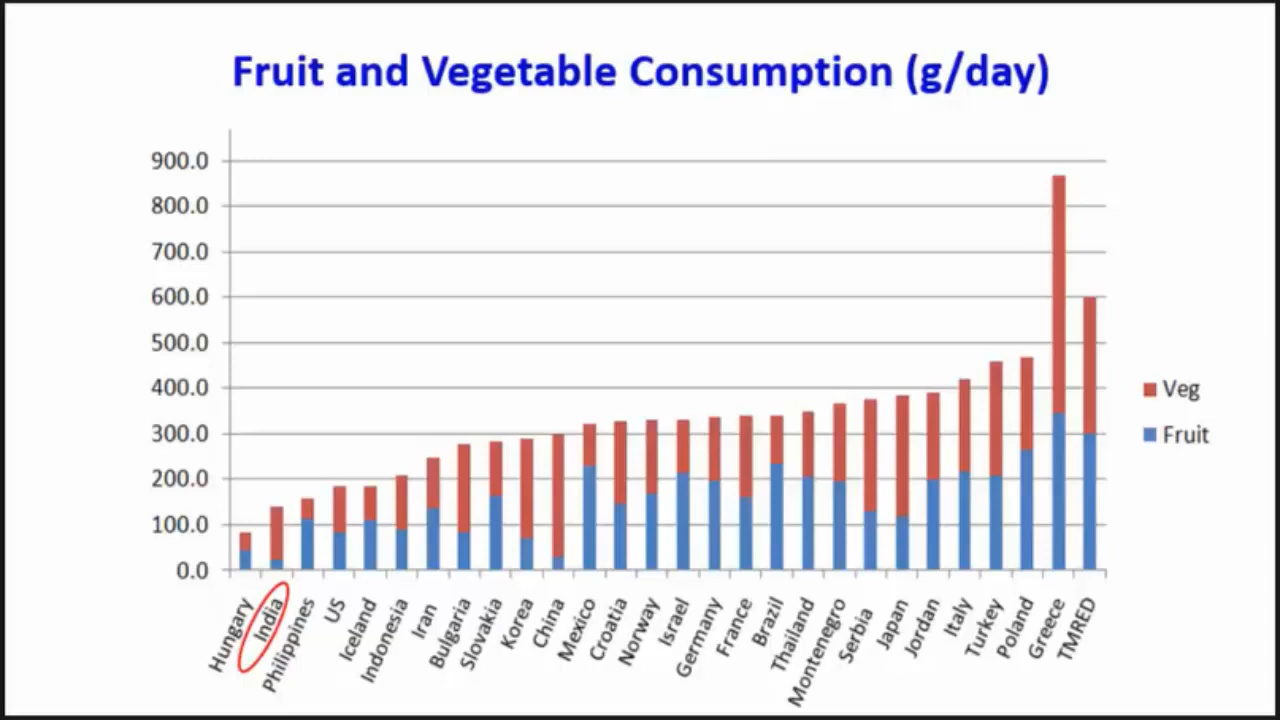 Fruit and Vegetable Consumption (g/day)
900.0
800.0
700.0
600.0
500.0
400.0
300.0
200.0
100.0
0.0
Veg
Fruit
Hungary
India
Philippines
US
Iceland
Indonesia
Iran
Bulgaria
Slovakia
Korea
China
Mexico
Croatia
Norway
Israel
Germany
France
Brazil
Thailand
Montenegro
Serbia
Japan
Jordan
Italy
Turkey
Poland
Greece
TMRED